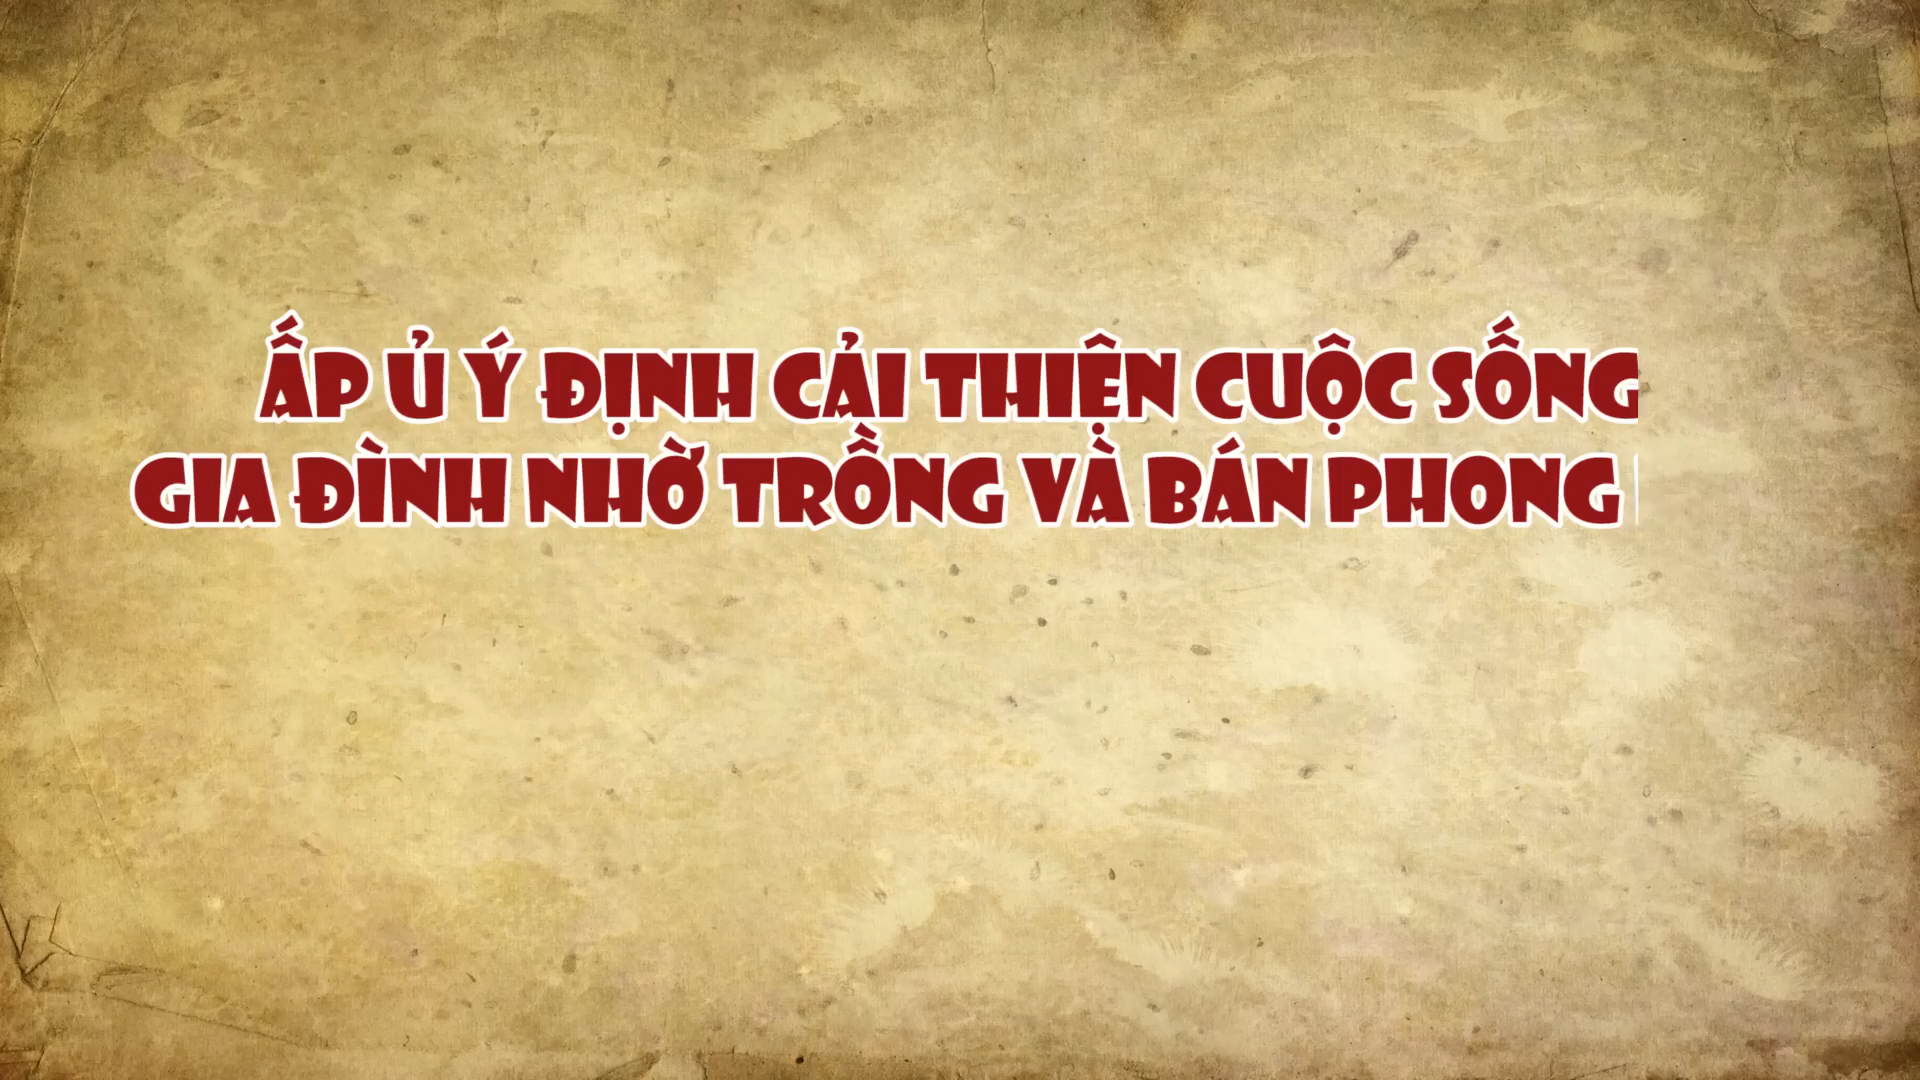 ẤP Ủ Ý ĐỊNH CẢI THIỆN CUỘC SỐNG
GIA ĐÌNH NHỜ TRỒNG VÀ BÁN PHONG